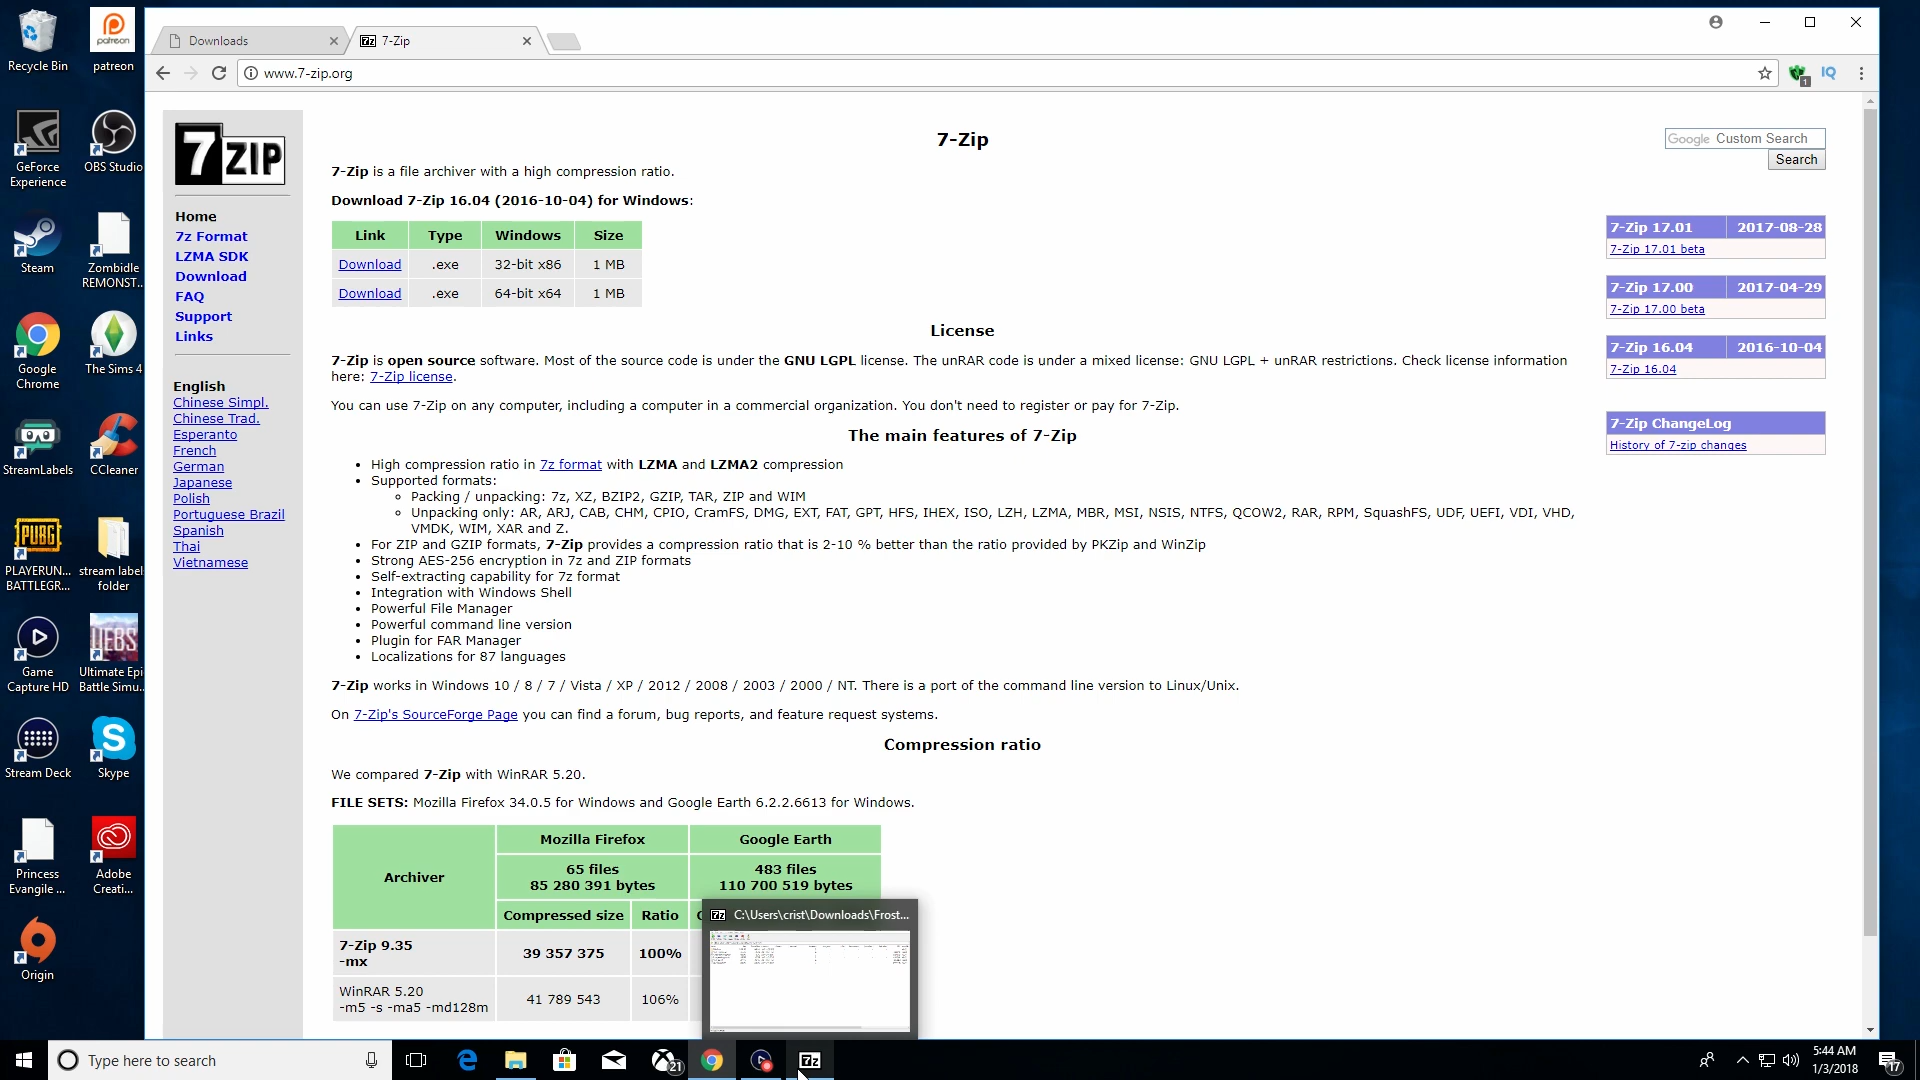 Recycle Bin
patreon
patreon
GeForce
Experience
OBS Studio
Steam
Zombidle
REMONST...
Google
Chrome
The Sims 4
StreamLabels
CCleaner
PUBG
PLAYERUN...
BATTLEGR...
stream label
folder
UEBS
Game
Capture HD
Ultimate Epi
Battle Simu...
Stream Deck
Skype
Princess
Evangile ...
Adobe
Creati...
Origin
Downloads
7z 7-Zip
www.7-zip.org
1
IQ
7ZIP
Home
7z Format
LZMA SDK
Download
FAQ
Support
Links
English
Chinese Simpl.
Chinese Trad.
Esperanto
French
German
Japanese
Polish
Portuguese Brazil
Spanish
Thai
Vietnamese
7-Zip
7-Zip is a file archiver with a high compression ratio.
Download 7-Zip 16.04 (2016-10-04) for Windows:
Link Type Windows Size
Download .exe 32-bit x86 1 MB
Download .exe 64-bit x64 1 MB
License
7-Zip is open source software. Most of the source code is under the GNU LGPL license. The unRAR code is under a mixed license: GNU LGPL + unRAR restrictions. Check license information
here: 7-Zip license.
You can use 7-Zip on any computer, including a computer in a commercial organization. You don't need to register or pay for 7-Zip.
The main features of 7-Zip
High compression ratio in 7z format with LZMA and LZMA2 compression
Supported formats:
Packing / unpacking: 7z, XZ, BZIP2, GZIP, TAR, ZIP and WIM
Unpacking only: AR, ARJ, CAB, CHM, CPIO, CramFS, DMG, EXT, FAT, GPT, HFS, IHEX, ISO, LZH, LZMA, MBR, MSI, NSIS, NTFS, QCOW2, RAR, RPM, SquashFS, UDF, UEFI, VDI, VHD,
VMDK, WIM, XAR and Z.
For ZIP and GZIP formats, 7-Zip provides a compression ratio that is 2-10 % better than the ratio provided by PKZip and WinZip
Strong AES-256 encryption in 7z and ZIP formats
Self-extracting capability for 7z format
Integration with Windows Shell
Powerful File Manager
Powerful command line version
Plugin for FAR Manager
Localizations for 87 languages
7-Zip works in Windows 10 / 8 / 7 / Vista / XP / 2012 / 2008 / 2003 / 2000 / NT. There is a port of the command line version to Linux/Unix.
On 7-Zip's SourceForge Page you can find a forum, bug reports, and feature request systems.
Compression ratio
We compared 7-Zip with WinRAR 5.20.
FILE SETS: Mozilla Firefox 34.0.5 for Windows and Google Earth 6.2.2.6613 for Windows.
Archiver Mozilla Firefox Google Earth
65 files 483 files
85 280 391 bytes 110 700 519 bytes
Compressed size Ratio
7-Zip 9.35
-mx
39 357 375 100%
WinRAR 5.20
-m5 -s -ma5 -md128m
41 789 543 106%
Google Custom Search
Search
7-Zip 17.01 2017-08-28
7-Zip 17.01 beta
7-Zip 17.00 2017-04-29
7-Zip 17.00 beta
7-Zip 16.04 2016-10-04
7-Zip 16.04
7-Zip ChangeLog
History of 7-zip changes
7z C:\Users\crist\Downloads\Frost...
Type here to search
21
7z
5:44 AM
1/3/2018
17